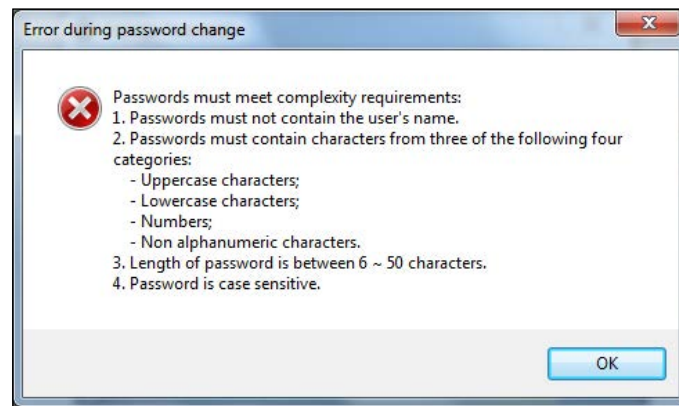 Error during password change
Passwords must meet complexity requirements:
1. Passwords must not contain the user's name.
2. Passwords must contain characters from three of the following four
categories:
- Uppercase characters;
- Lowercase characters;
- Numbers;
- Non alphanumeric characters.
3. Length of password is between 6 ~ 50 characters.
4. Password is case sensitive.
OK